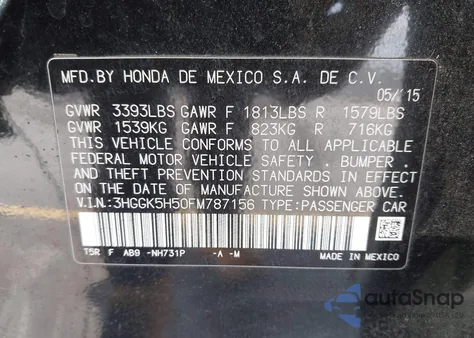 MFD. BY HONDA DE MEXICO S.A. DE C.V.
05/15
GVWR 3393LBS GAWR F 1813LBS R 1579LBS
GVWR 1539KG GAWR F 823KG R 716KG
THIS VEHICLE CONFORMS TO ALL APPLICABLE
FEDERAL MOTOR VEHICLE SAFETY . BUMPER .
AND THEFT PREVENTION STANDARDS IN EFFECT
ON THE DATE OF MANUFACTURE SHOWN ABOVE
V.I.N.:3HGGK5H50FM787156 TYPE:PASSENGER CAR
T5R F AB9 -NH731P -A -M
MADE IN MEXICO
AutoSnap